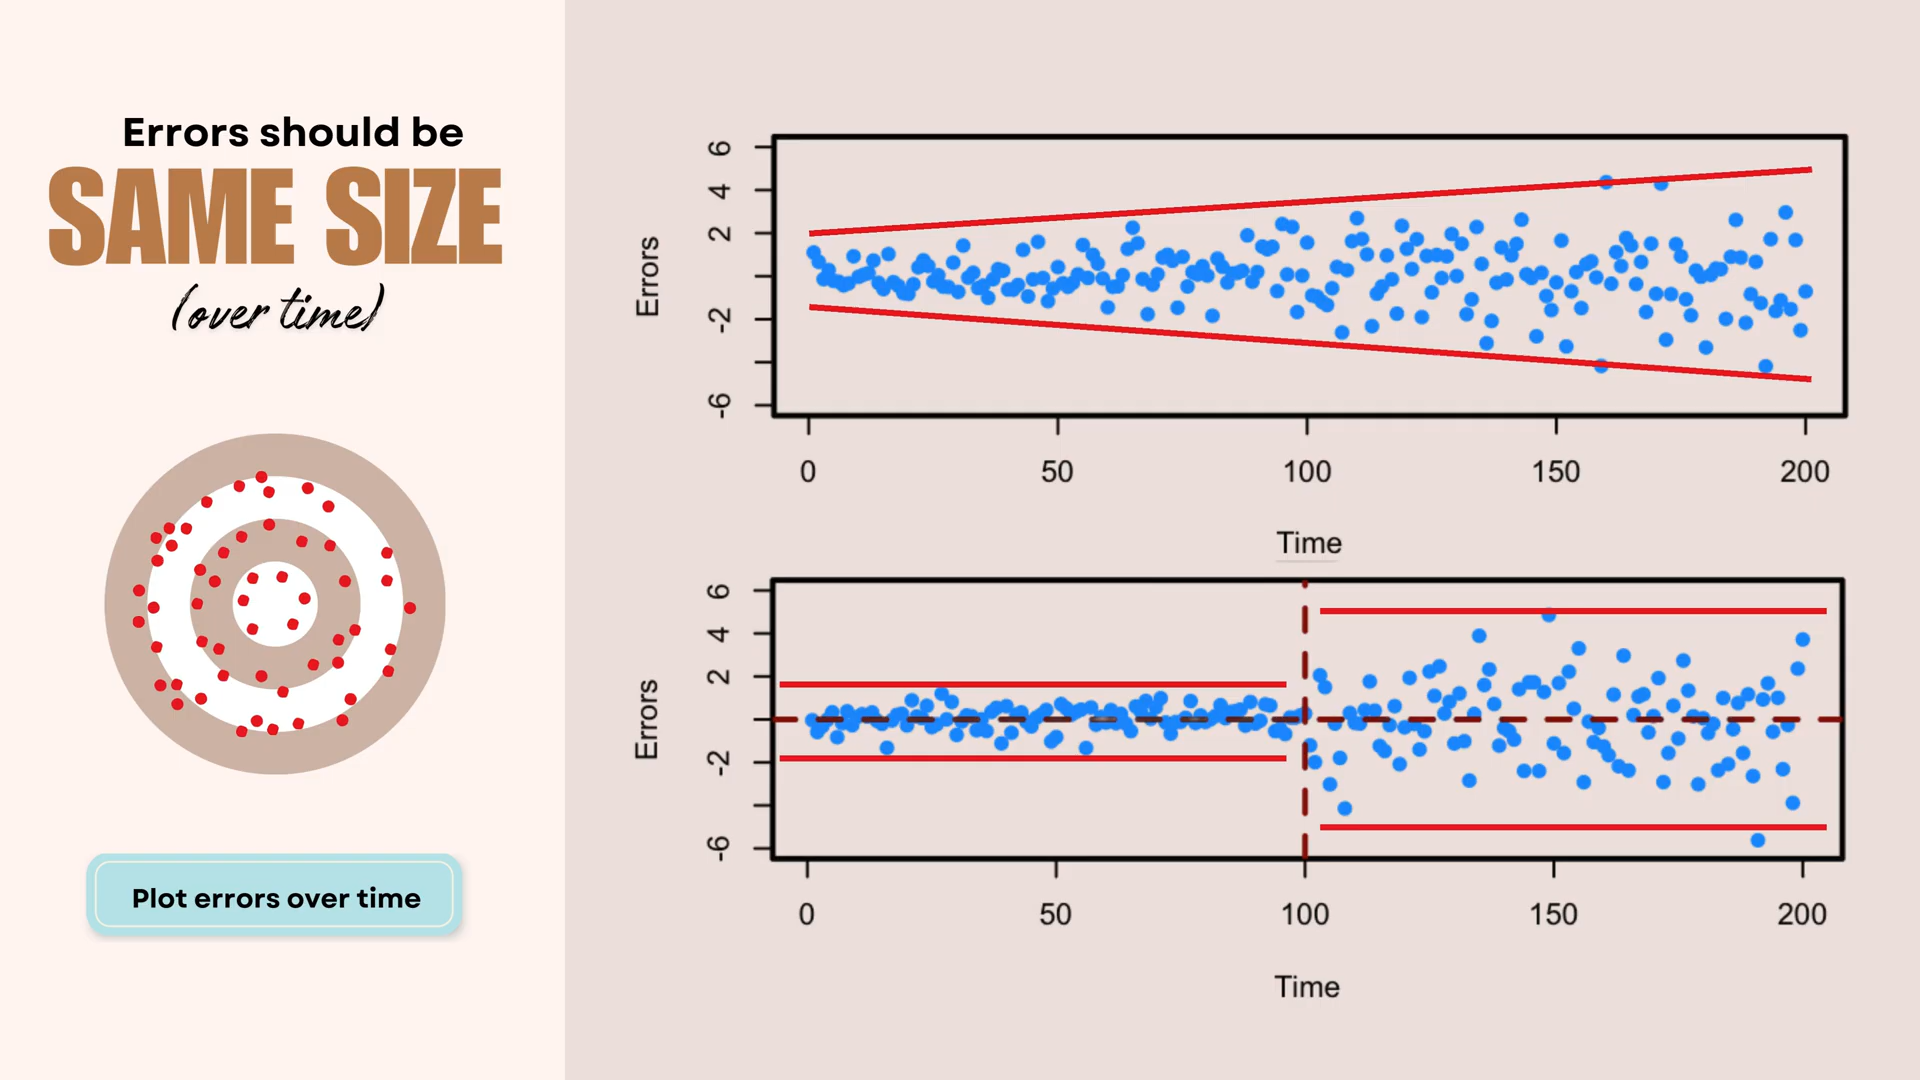 Errors should be
SAME SIZE
(over time)
Plot errors over time
Errors
6
4
2
-2
-6
0 50 100 150 200
Time
Errors
6
4
2
-2
-6
0 50 100 150 200
Time